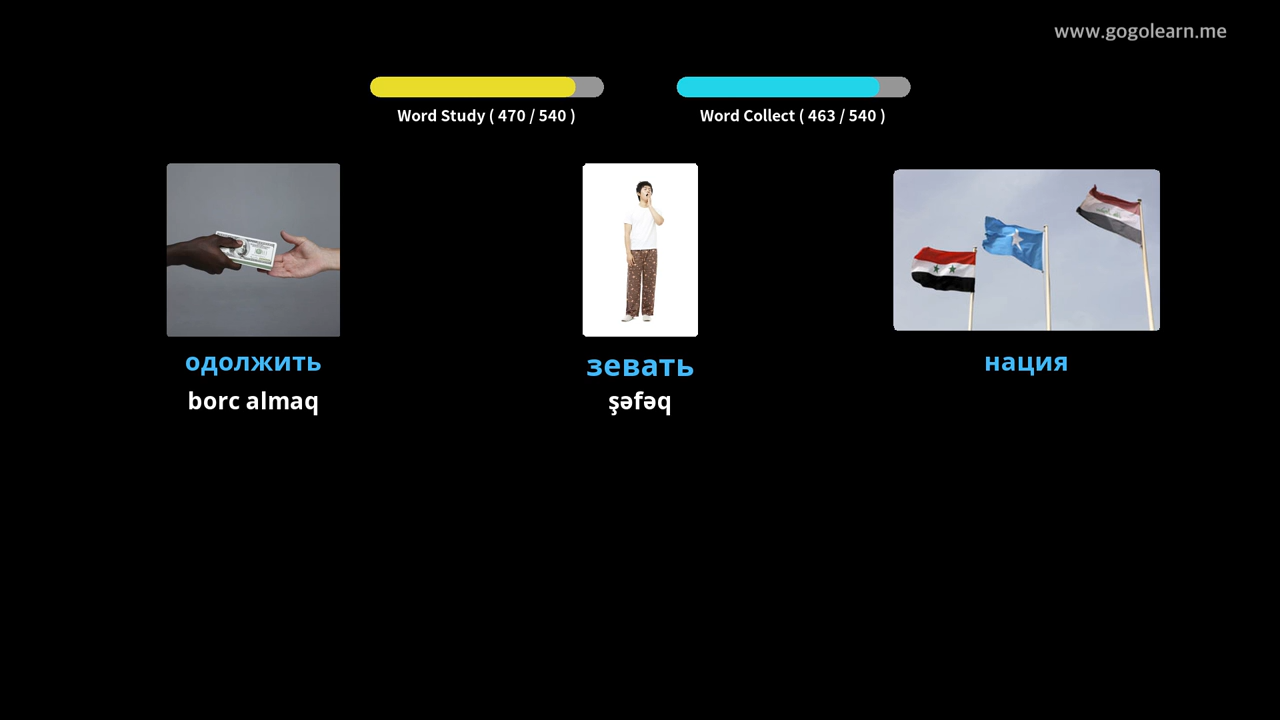 www.gogolearn.me
Word Study ( 470 / 540 )
Word Collect ( 463 / 540 )
одолжить
borc almaq
зевать
şəfəq
нация